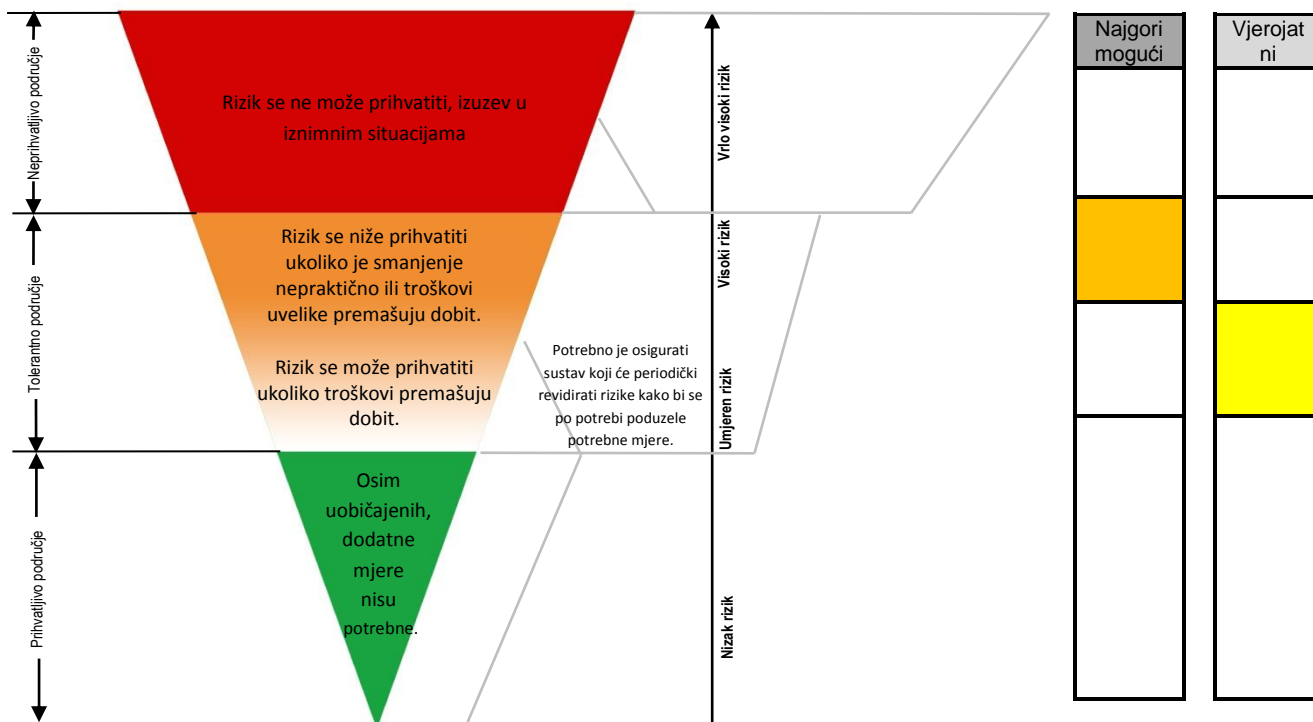 Neprihvatljivo područje
Tolerantno područje
Prihvatljivo područje
Rizik se ne može prihvatiti, izuzev u
iznimnim situacijama
Rizik se niže prihvatiti
ukoliko je smanjenje
nepraktično ili troškovi
uvelike premašuju dobit.
Rizik se može prihvatiti
ukoliko troškovi premašuju
dobit.
Osim
uobičajenih,
dodatne
mjere
nisu
potrebne.
Potrebno je osigurati
sustav koji će periodički
revidirati rizike kako bi se
po potrebi poduzele
potrebne mjere.
Vrlo visoki rizik
Visoki rizik
Umjeren rizik
Nizak rizik
Najgori
mogući
Vjerojat
ni